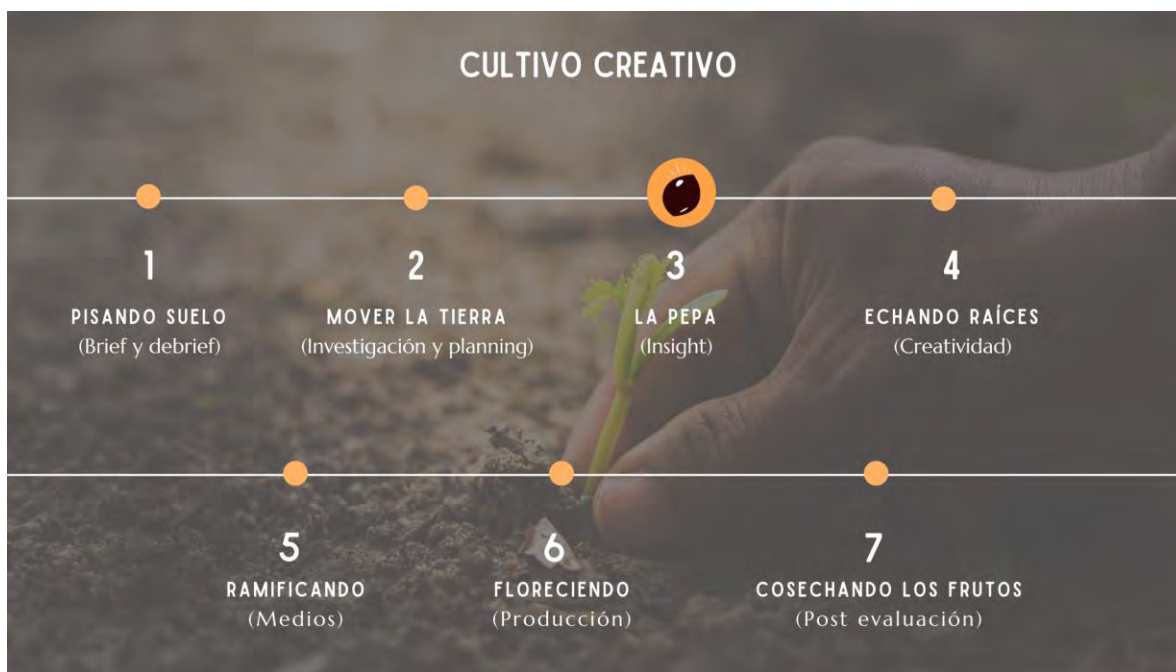 CULTIVO CREATIVO
1
PISANDO SUELO
(Brief y debrief)
2
MOVER LA TIERRA
(Investigación y planning)
3
LA PEPA
(Insight)
4
ECHANDO RAÍCES
(Creatividad)
5
RAMIFICANDO
(Medios)
6
FLORECIENDO
(Producción)
7
COSECHANDO LOS FRUTOS
(Post evaluación)